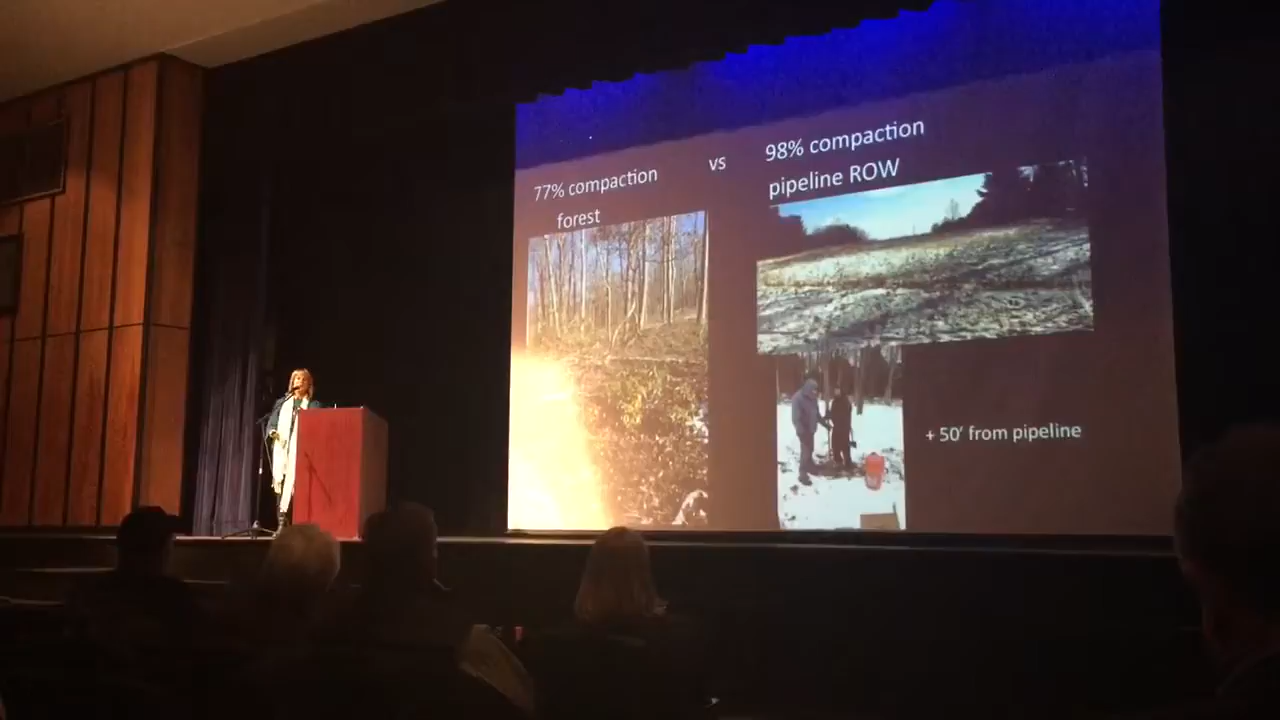 77% compaction
forest
vs
98% compaction
pipeline ROW
+ 50' from pipeline